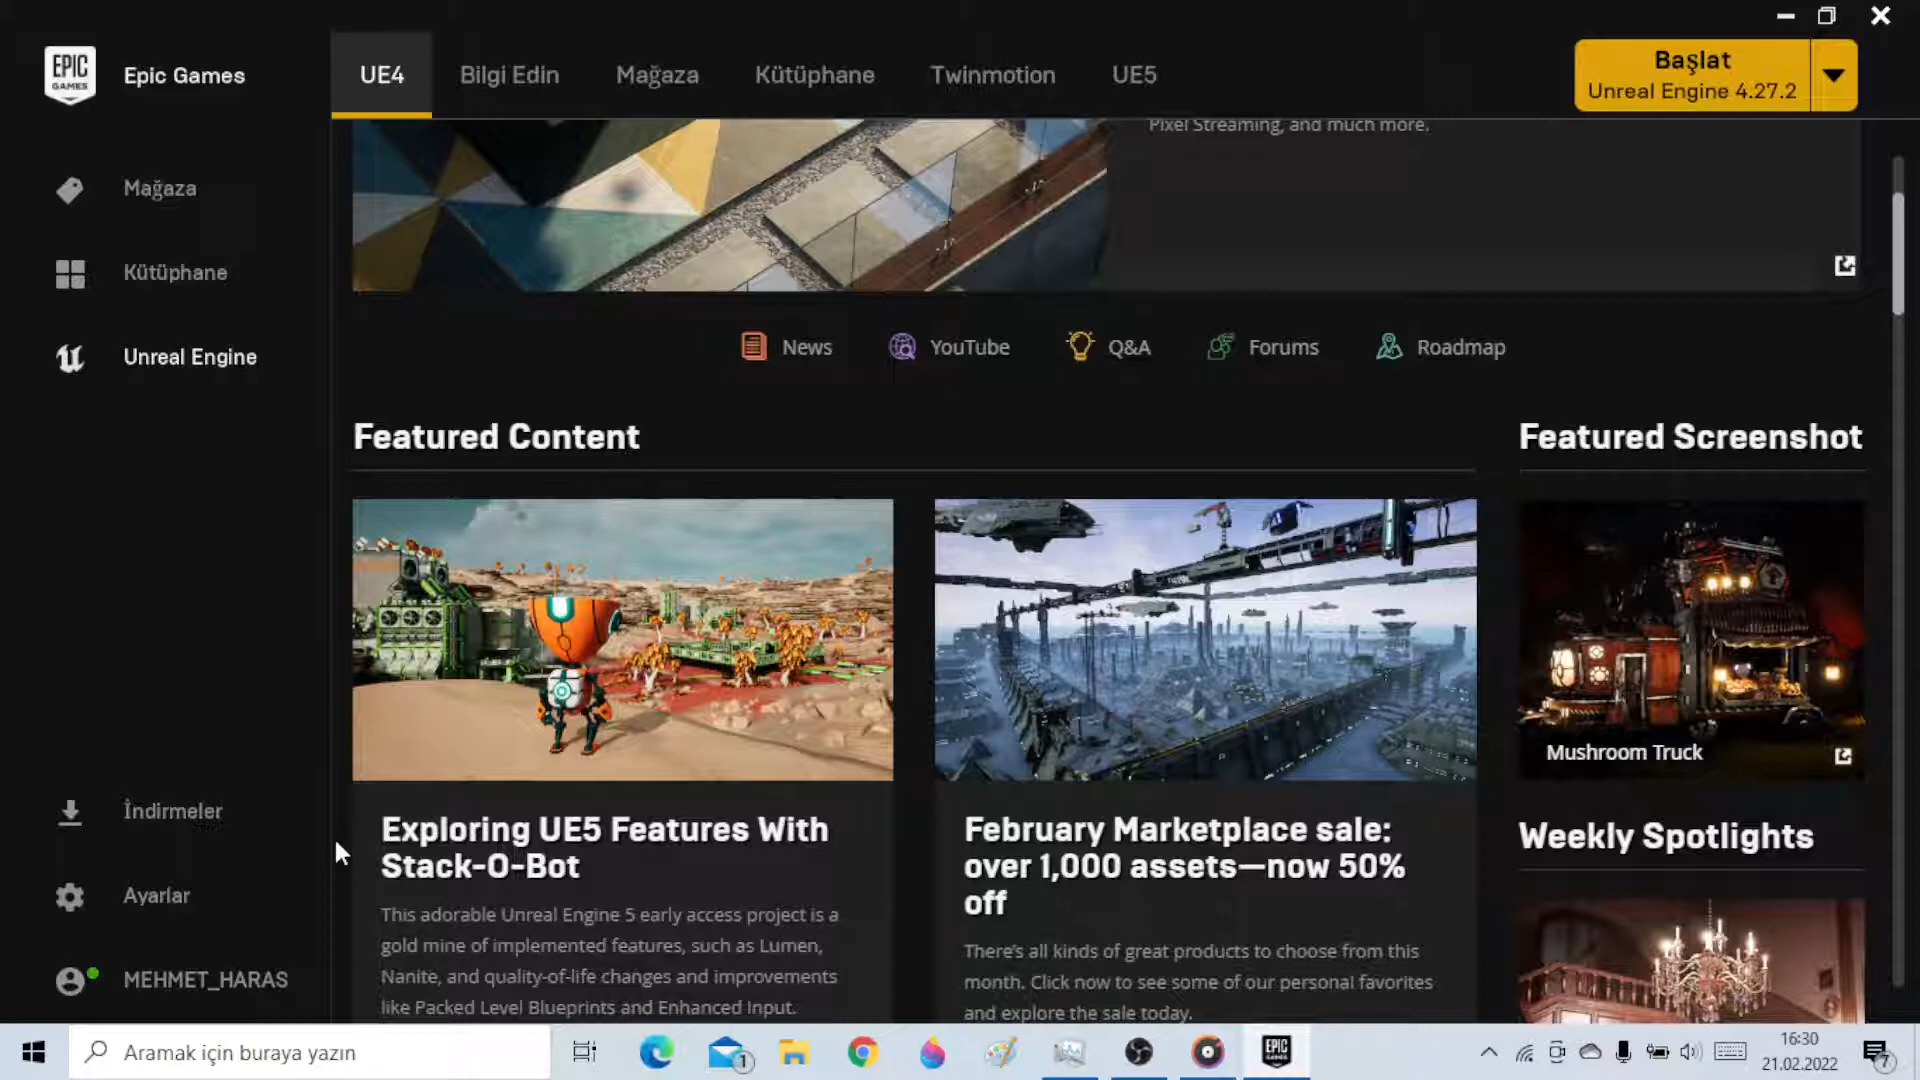 EPIC
GAMES
Epic Games
UE4
Bilgi Edin
Mağaza
Kütüphane
Twinmotion
UE5
Başlat
Unreal Engine 4.27.2
Mağaza
Kütüphane
Unreal Engine
İndirmeler
Ayarlar
MEHMET_HARAS
Pixel Streaming, and much more.
News
YouTube
Q&A
Forums
Roadmap
Featured Content
Featured Screenshot
Mushroom Truck
Exploring UE5 Features With
Stack-O-Bot
This adorable Unreal Engine 5 early access project is a
gold mine of implemented features, such as Lumen,
Nanite, and quality-of-life changes and improvements
like Packed Level Blueprints and Enhanced Input.
February Marketplace sale:
over 1,000 assets—now 50%
off
There's all kinds of great products to choose from this
month. Click now to see some of our personal favorites
and explore the sale today.
Weekly Spotlights
Aramak için buraya yazın
1
EPIC
GAMES
16:30
21.02.2022
7